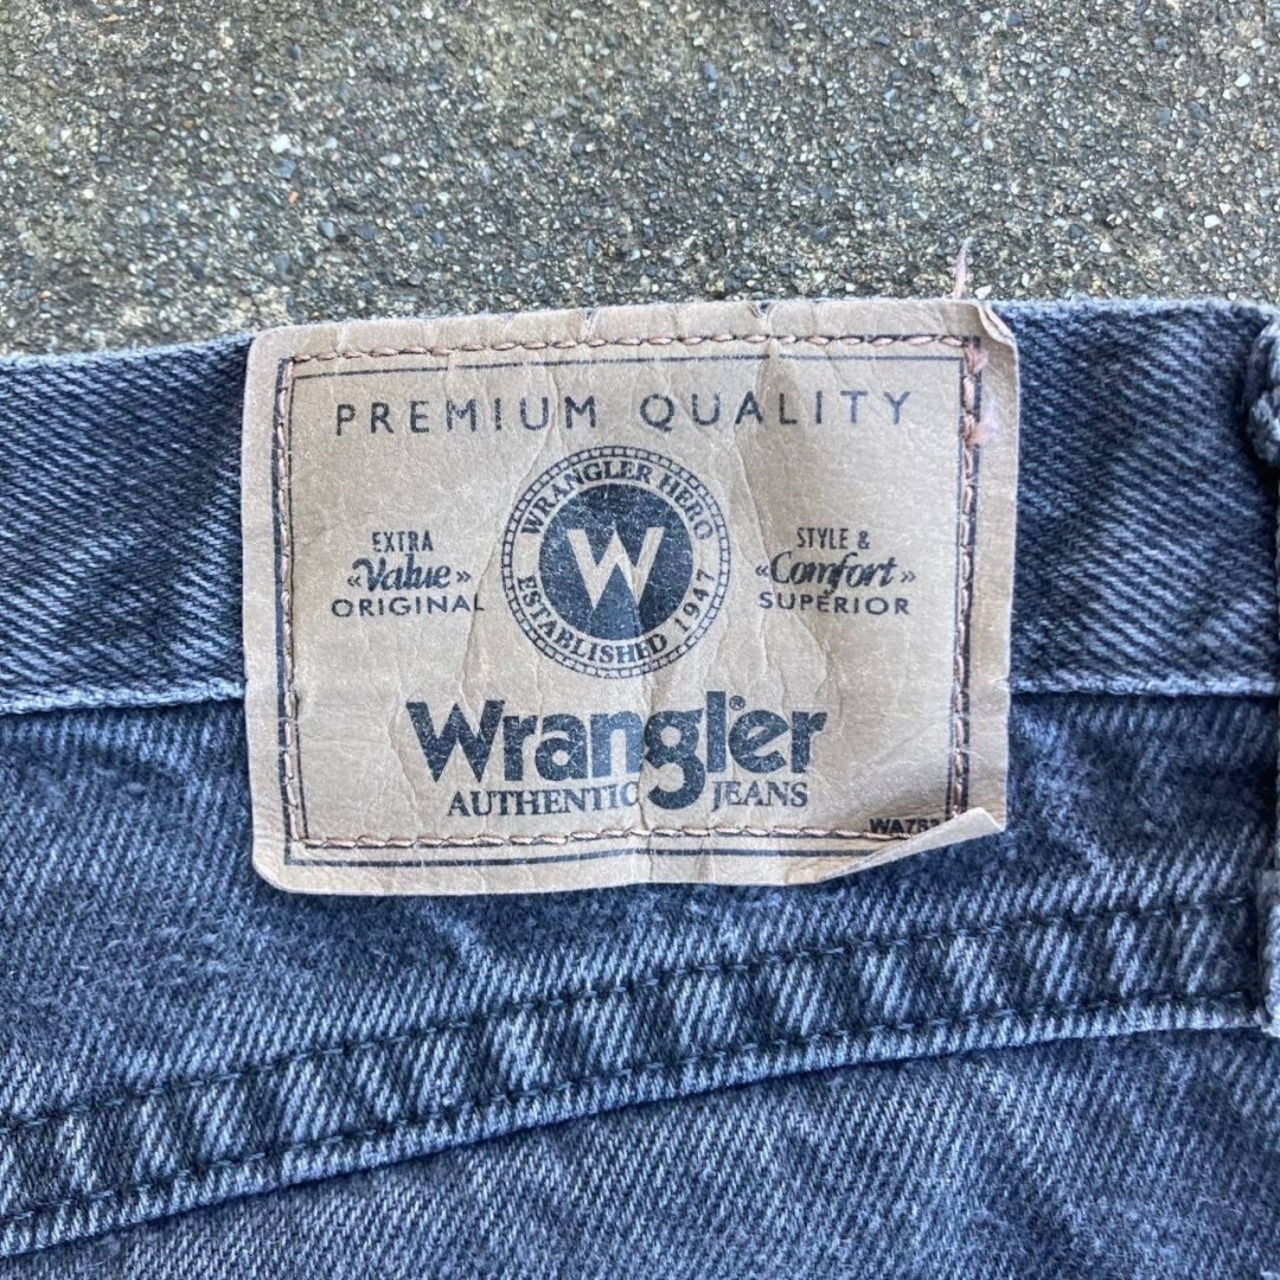 PREMIUM QUALITY
WRANGLER HERO
W
ESTABLISHED 1947
EXTRA
«Value»
ORIGINAL
STYLE &
«Comfort»
SUPERIOR
Wrangler®
AUTHENTIC JEANS